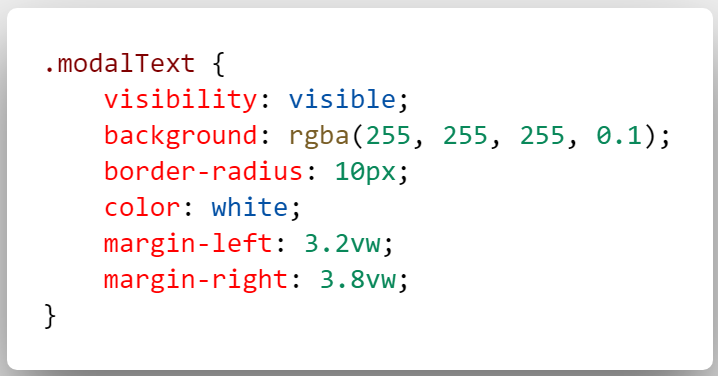 .modalText {
    visibility: visible;
    background: rgba(255, 255, 255, 0.1);
    border-radius: 10px;
    color: white;
    margin-left: 3.2vw;
    margin-right: 3.8vw;
}